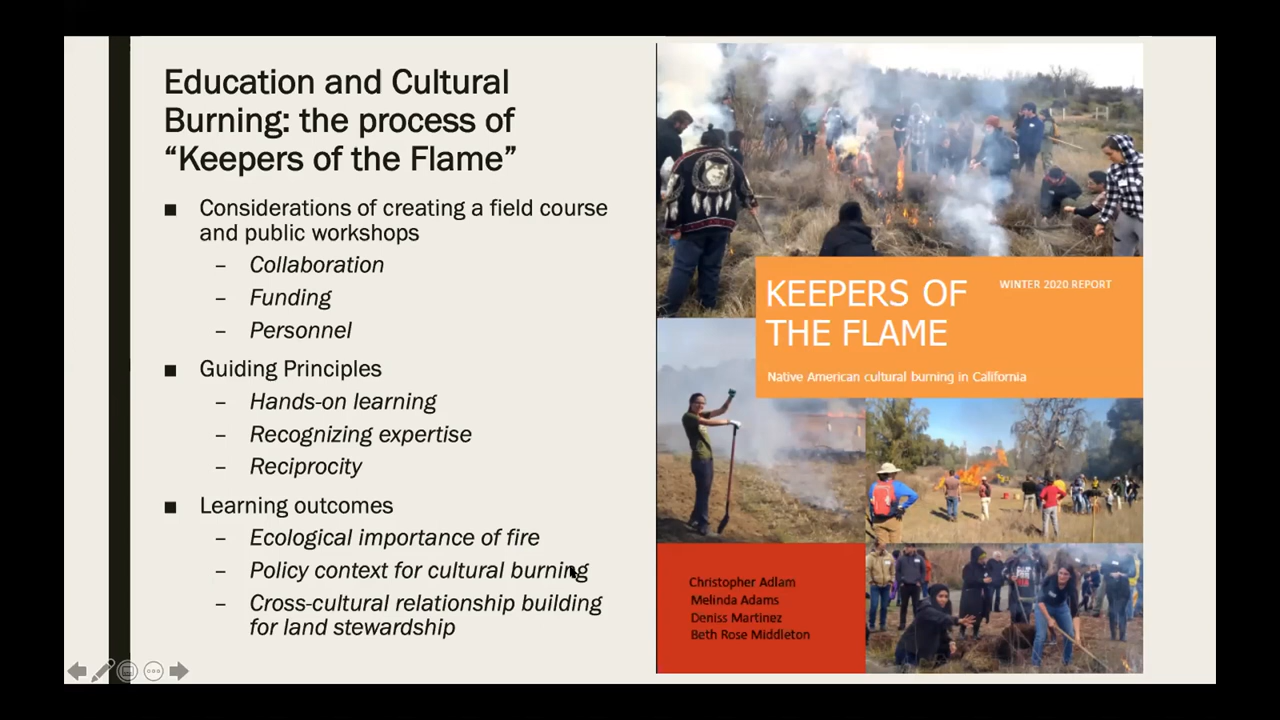 Education and Cultural
Burning: the process of
“Keepers of the Flame”
■ Considerations of creating a field course
and public workshops
– Collaboration
– Funding
– Personnel
■ Guiding Principles
– Hands-on learning
– Recognizing expertise
– Reciprocity
■ Learning outcomes
– Ecological importance of fire
– Policy context for cultural burning
– Cross-cultural relationship building
for land stewardship
KEEPERS OF
THE FLAME
WINTER 2020 REPORT
Native American cultural burning in California
Christopher Adlam
Melinda Adams
Deniss Martinez
Beth Rose Middleton